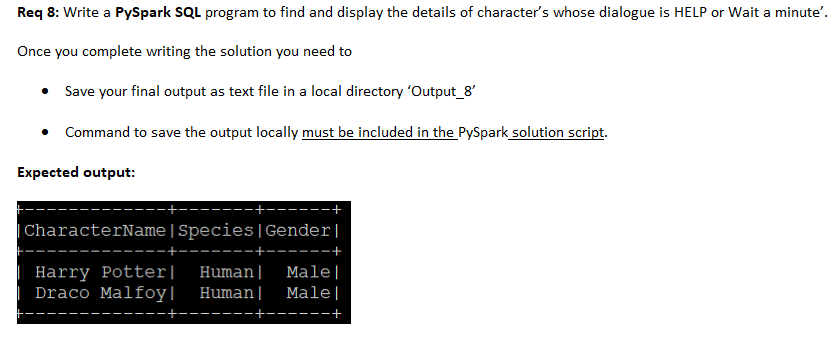 Req 8: Write a PySpark SQL program to find and display the details of character's whose dialogue is HELP or Wait a minute'.
Once you complete writing the solution you need to
• Save your final output as text file in a local directory 'Output_8'
• Command to save the output locally must be included in the PySpark solution script.
Expected output:
+-------------+-------+------+
|CharacterName|Species|Gender|
+-------------+-------+------+
| Harry Potter| Human| Male|
| Draco Malfoy| Human| Male|
+-------------+-------+------+